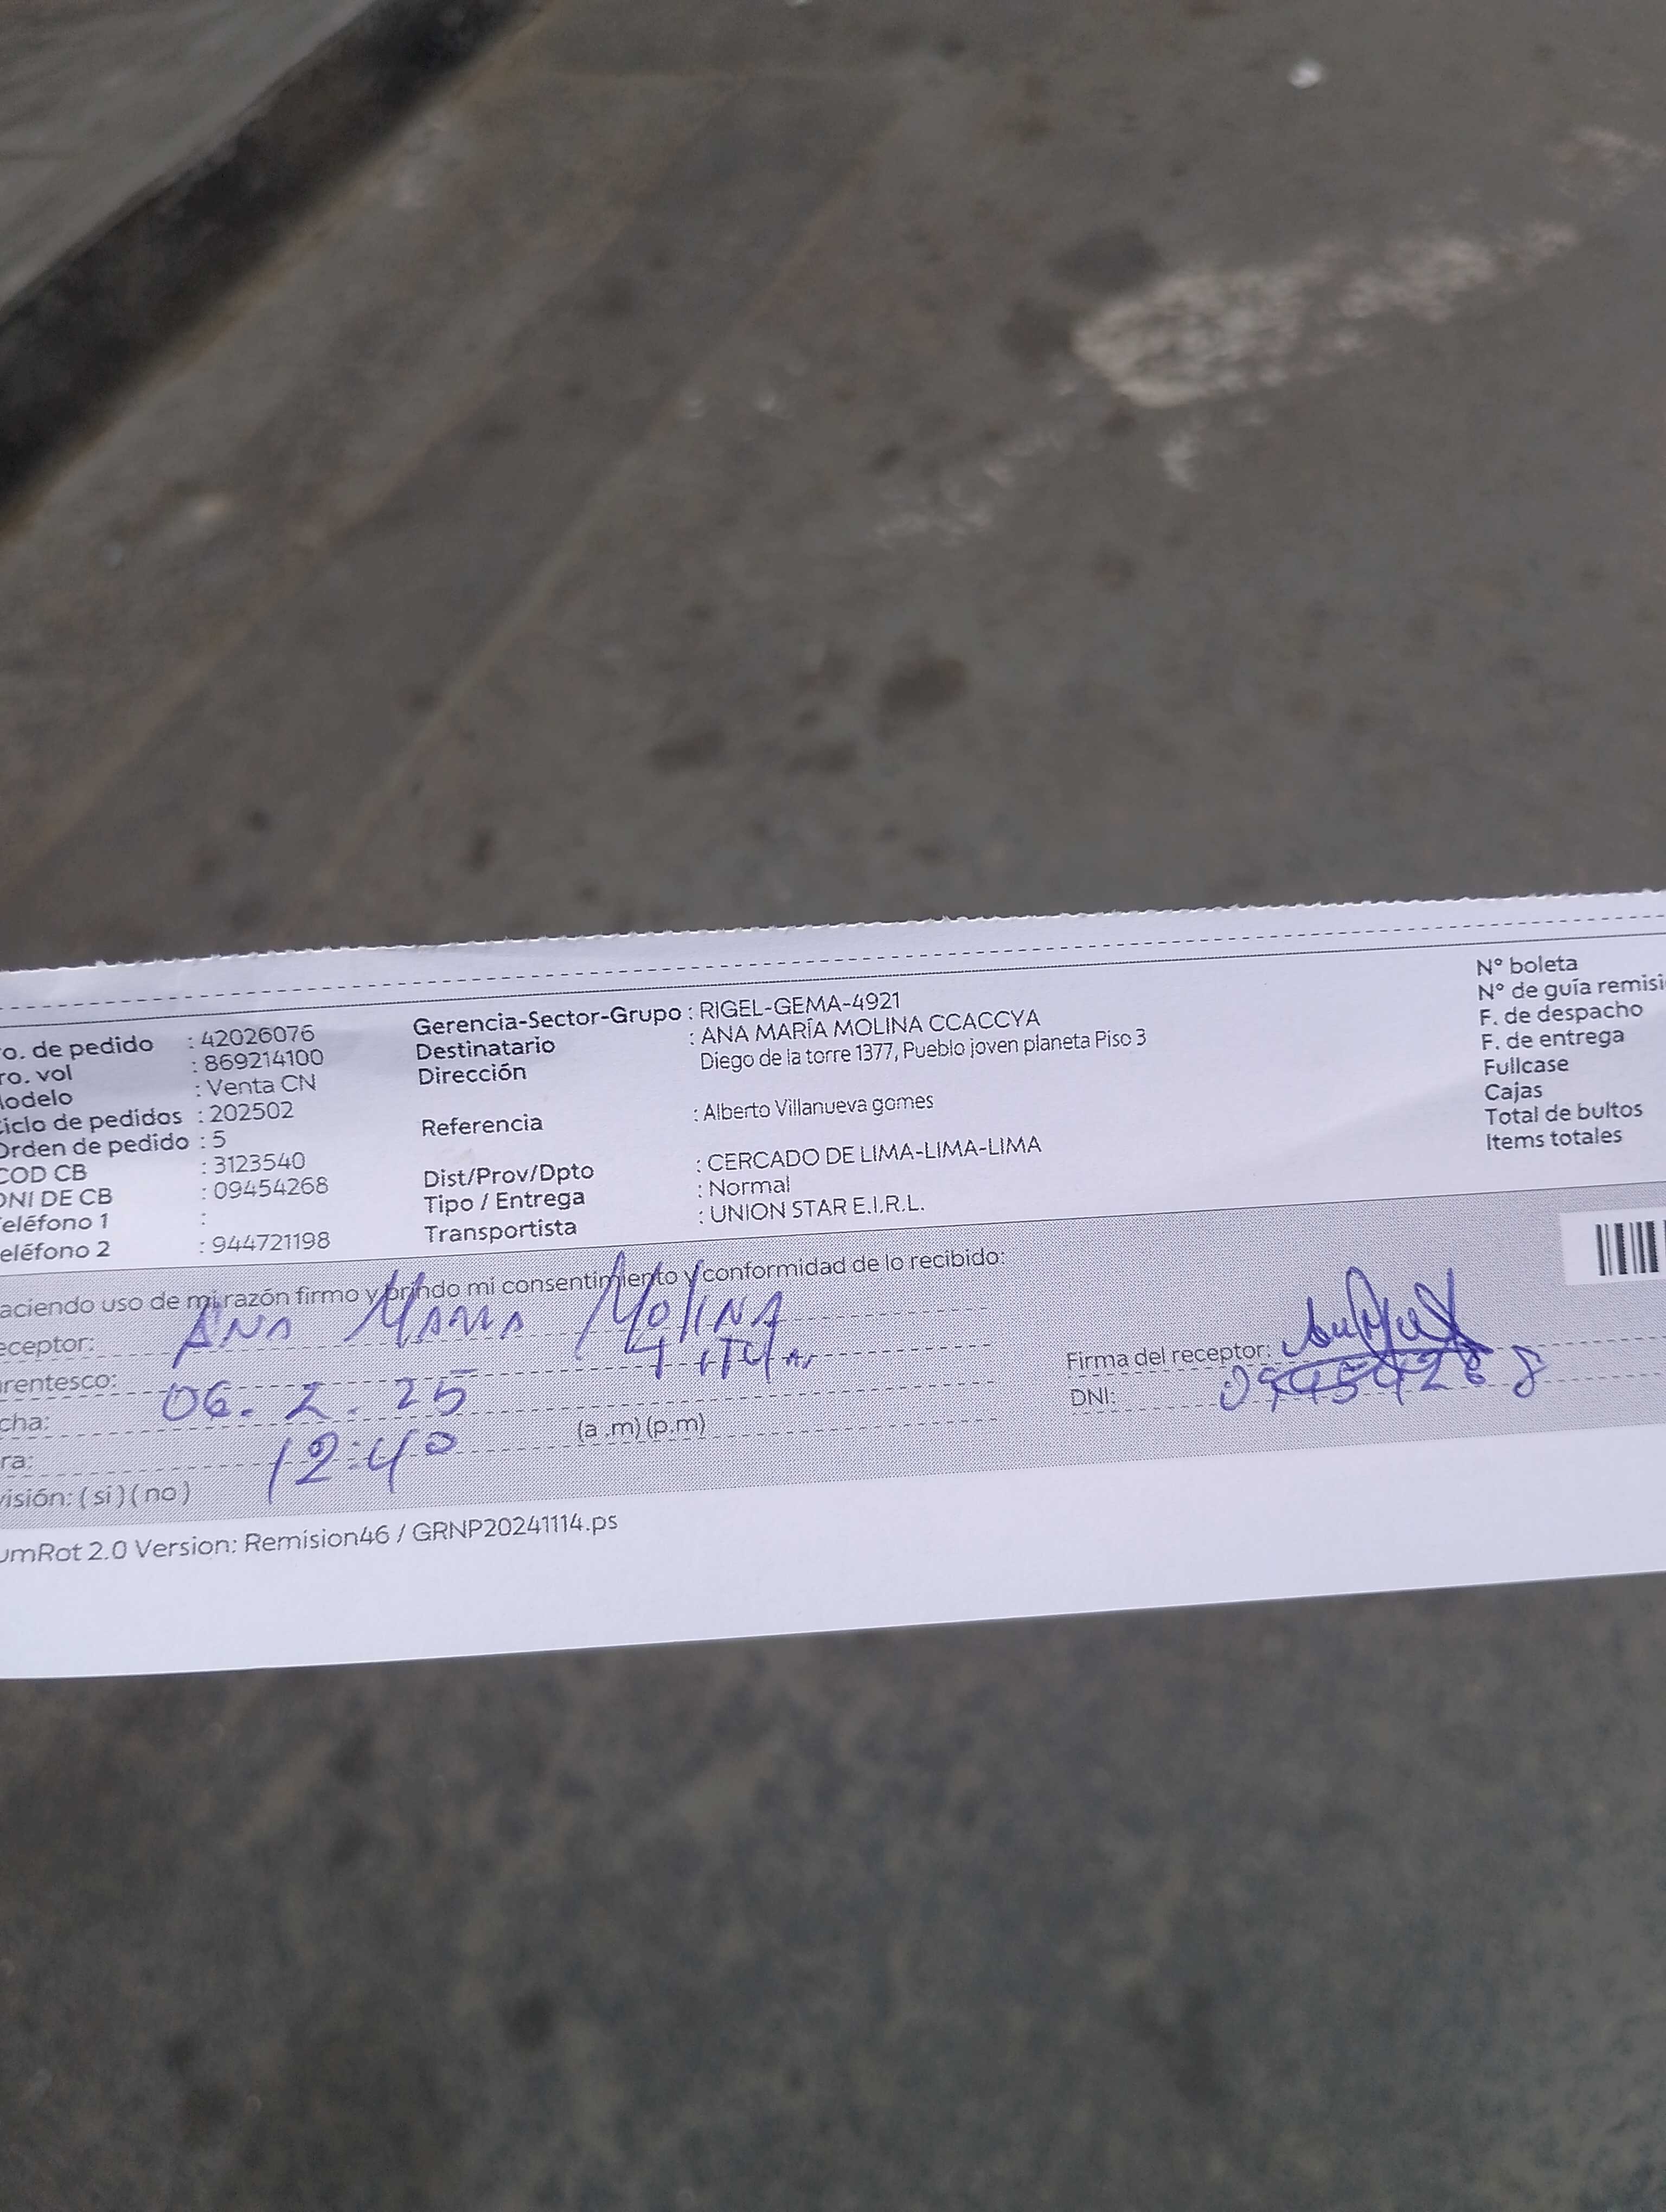 ro. de pedido : 42026076
ro. vol : 869214100
lodelo : Venta CN
iclo de pedidos : 202502
Orden de pedido : 5
COD CB : 3123540
DNI DE CB : 09454268
eléfono 1 :
eléfono 2 : 944721198
Gerencia-Sector-Grupo : RIGEL-GEMA-4921
Destinatario : ANA MARÍA MOLINA CCACCYA
Dirección Diego de la torre 1377, Pueblo joven planeta Piso 3
Referencia : Alberto Villanueva gomes
Dist/Prov/Dpto : CERCADO DE LIMA-LIMA-LIMA
Tipo / Entrega : Normal
Transportista : UNION STAR E.I.R.L.
N° boleta
N° de guía remisi
F. de despacho
F. de entrega
Fullcase
Cajas
Total de bultos
Items totales
aciendo uso de mi razón firmo y brindo mi consentimiento y conformidad de lo recibido:
eceptor: ANA MARIA MOLINA
rentesco: TITULAR
cha: 06. 2. 25
ra: 12:40 (a .m) (p.m)
visión: ( si ) ( no )
Firma del receptor:
DNI:
umRot 2.0 Version: Remision46 / GRNP20241114.ps